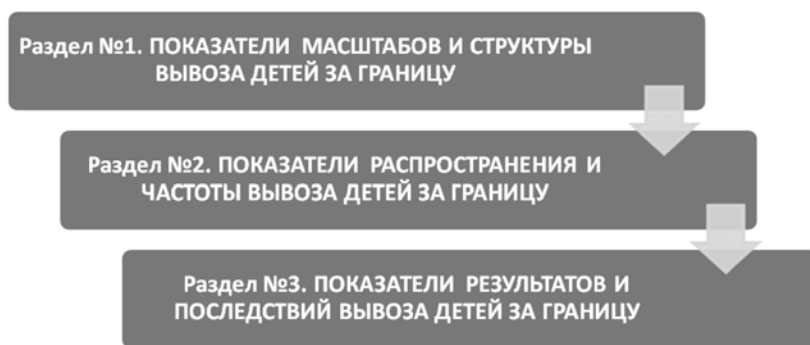 Раздел №1. ПОКАЗАТЕЛИ МАСШТАБОВ И СТРУКТУРЫ
ВЫВОЗА ДЕТЕЙ ЗА ГРАНИЦУ
Раздел №2. ПОКАЗАТЕЛИ РАСПРОСТРАНЕНИЯ И
ЧАСТОТЫ ВЫВОЗА ДЕТЕЙ ЗА ГРАНИЦУ
Раздел №3. ПОКАЗАТЕЛИ РЕЗУЛЬТАТОВ И
ПОСЛЕДСТВИЙ ВЫВОЗА ДЕТЕЙ ЗА ГРАНИЦУ